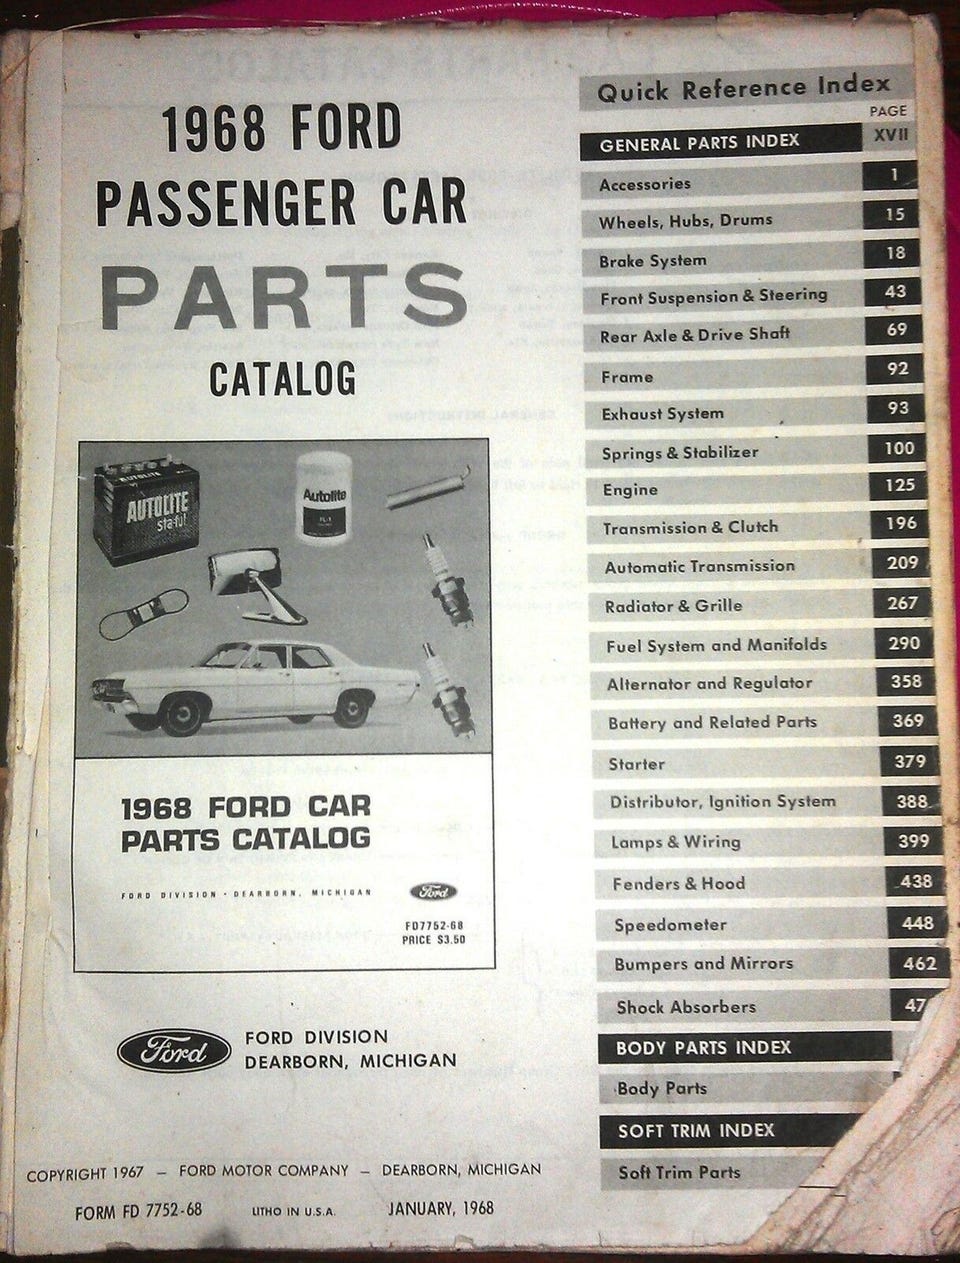 1968 FORD
PASSENGER CAR
PARTS
CATALOG
AUTOLITE
AUTOLITE
sta-ful
Autolite
FL-1
1968 FORD CAR
PARTS CATALOG
FORD DIVISION • DEARBORN, MICHIGAN
Ford
FD7752-68
PRICE $3.50
Ford
FORD DIVISION
DEARBORN, MICHIGAN
COPYRIGHT 1967 — FORD MOTOR COMPANY — DEARBORN, MICHIGAN
FORM FD 7752-68 LITHO IN U.S.A. JANUARY, 1968
Quick Reference Index
PAGE
GENERAL PARTS INDEX XVII
Accessories 1
Wheels, Hubs, Drums 15
Brake System 18
Front Suspension & Steering 43
Rear Axle & Drive Shaft 69
Frame 92
Exhaust System 93
Springs & Stabilizer 100
Engine 125
Transmission & Clutch 196
Automatic Transmission 209
Radiator & Grille 267
Fuel System and Manifolds 290
Alternator and Regulator 358
Battery and Related Parts 369
Starter 379
Distributor, Ignition System 388
Lamps & Wiring 399
Fenders & Hood 438
Speedometer 448
Bumpers and Mirrors 462
Shock Absorbers
BODY PARTS INDEX
Body Parts
SOFT TRIM INDEX
Soft Trim Parts